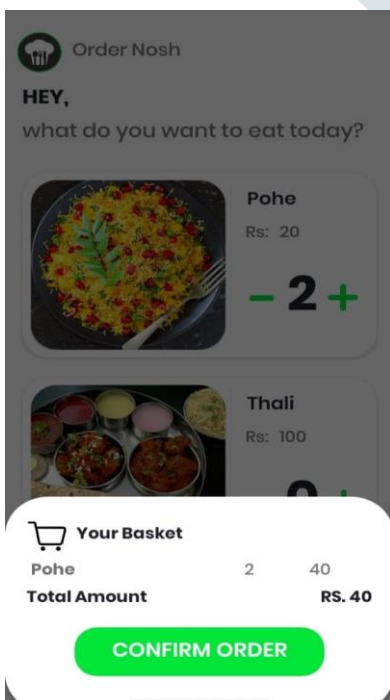 Order Nosh
HEY,
what do you want to eat today?
Pohe
Rs: 20
− 2 +
Thali
Rs: 100
Your Basket
Pohe 2 40
Total Amount RS. 40
CONFIRM ORDER